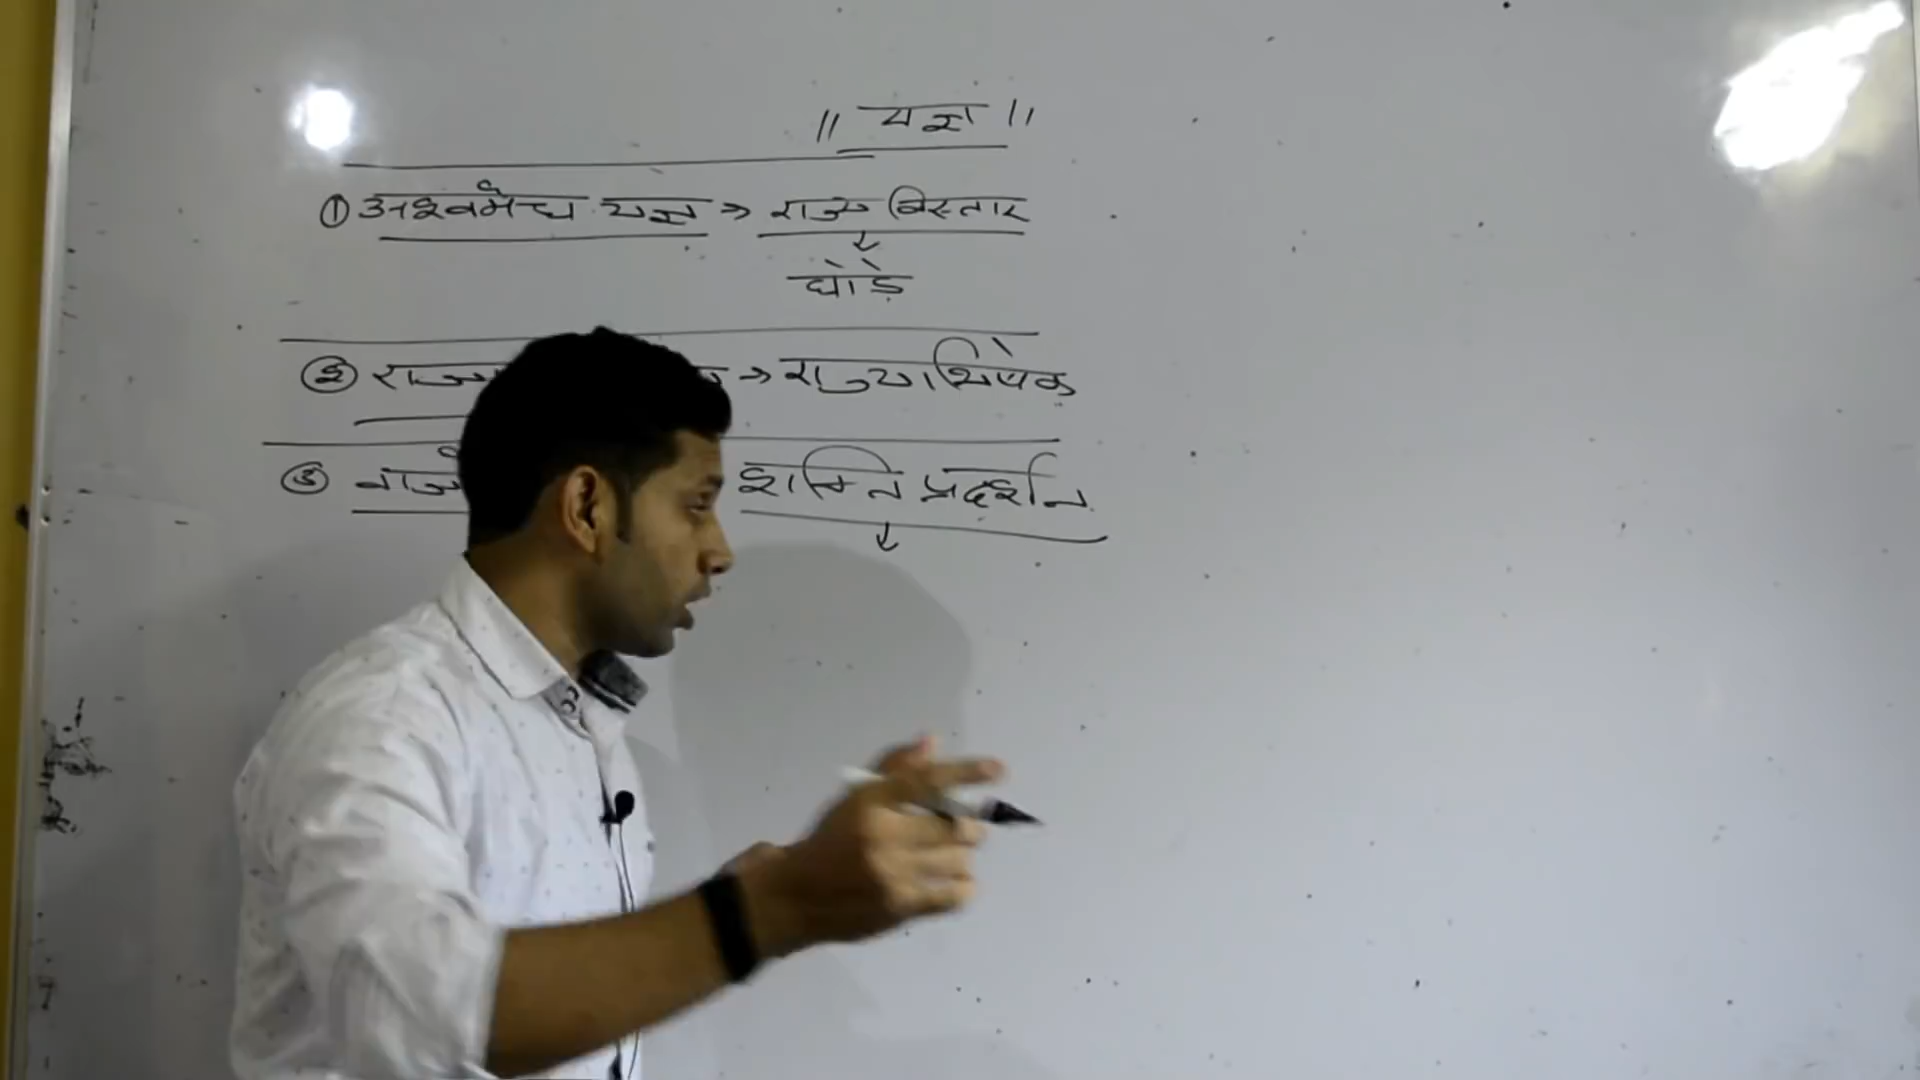 || यज्ञ ||
① अश्वमेध यज्ञ → राज्य विस्तार
घोड़े
② → राज्याभिषेक
③ शक्ति प्रदर्शन